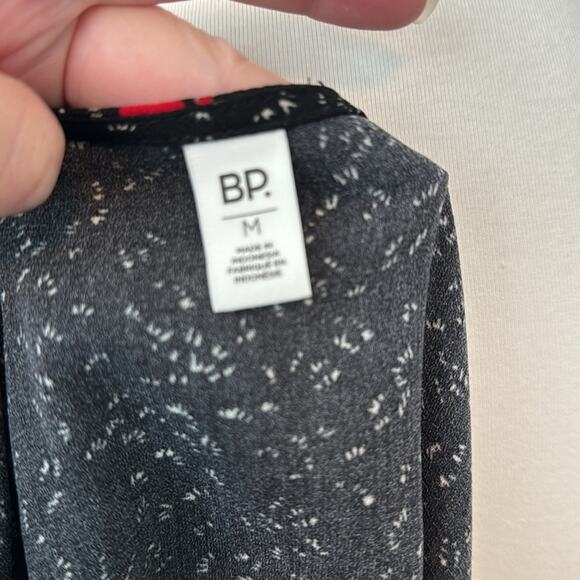 BP.
M
MADE IN
INDONESIA
FABRIQUÉ EN
INDONÉSIE